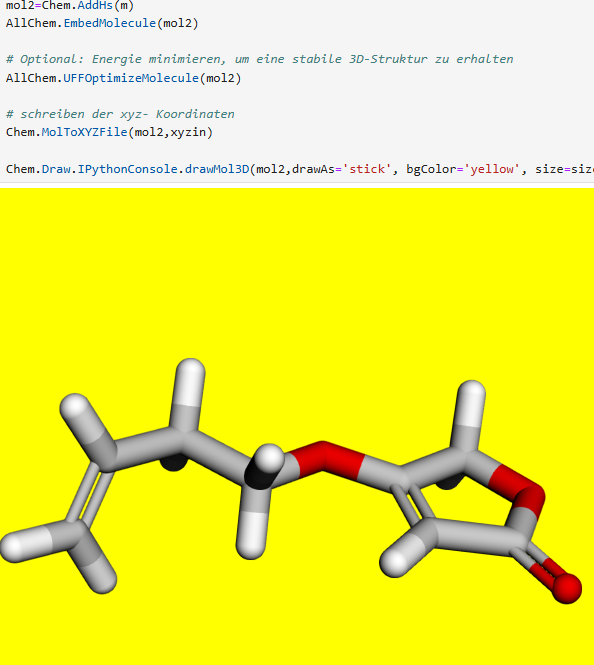 mol2=Chem.AddHs(m)
AllChem.EmbedMolecule(mol2)
# Optional: Energie minimieren, um eine stabile 3D-Struktur zu erhalten
AllChem.UFFOptimizeMolecule(mol2)
# schreiben der xyz- Koordinaten
Chem.MolToXYZFile(mol2,xyzin)
Chem.Draw.IPythonConsole.drawMol3D(mol2,drawAs='stick', bgColor='yellow', size=size